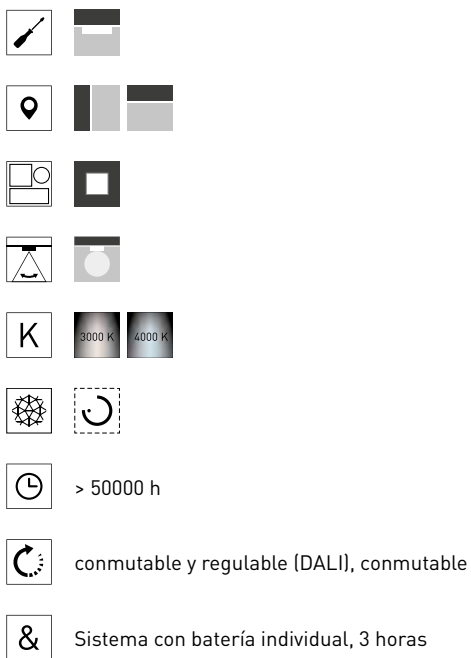 K
3000 K 4000 K
> 50000 h
conmutable y regulable (DALI), conmutable
&
Sistema con batería individual, 3 horas